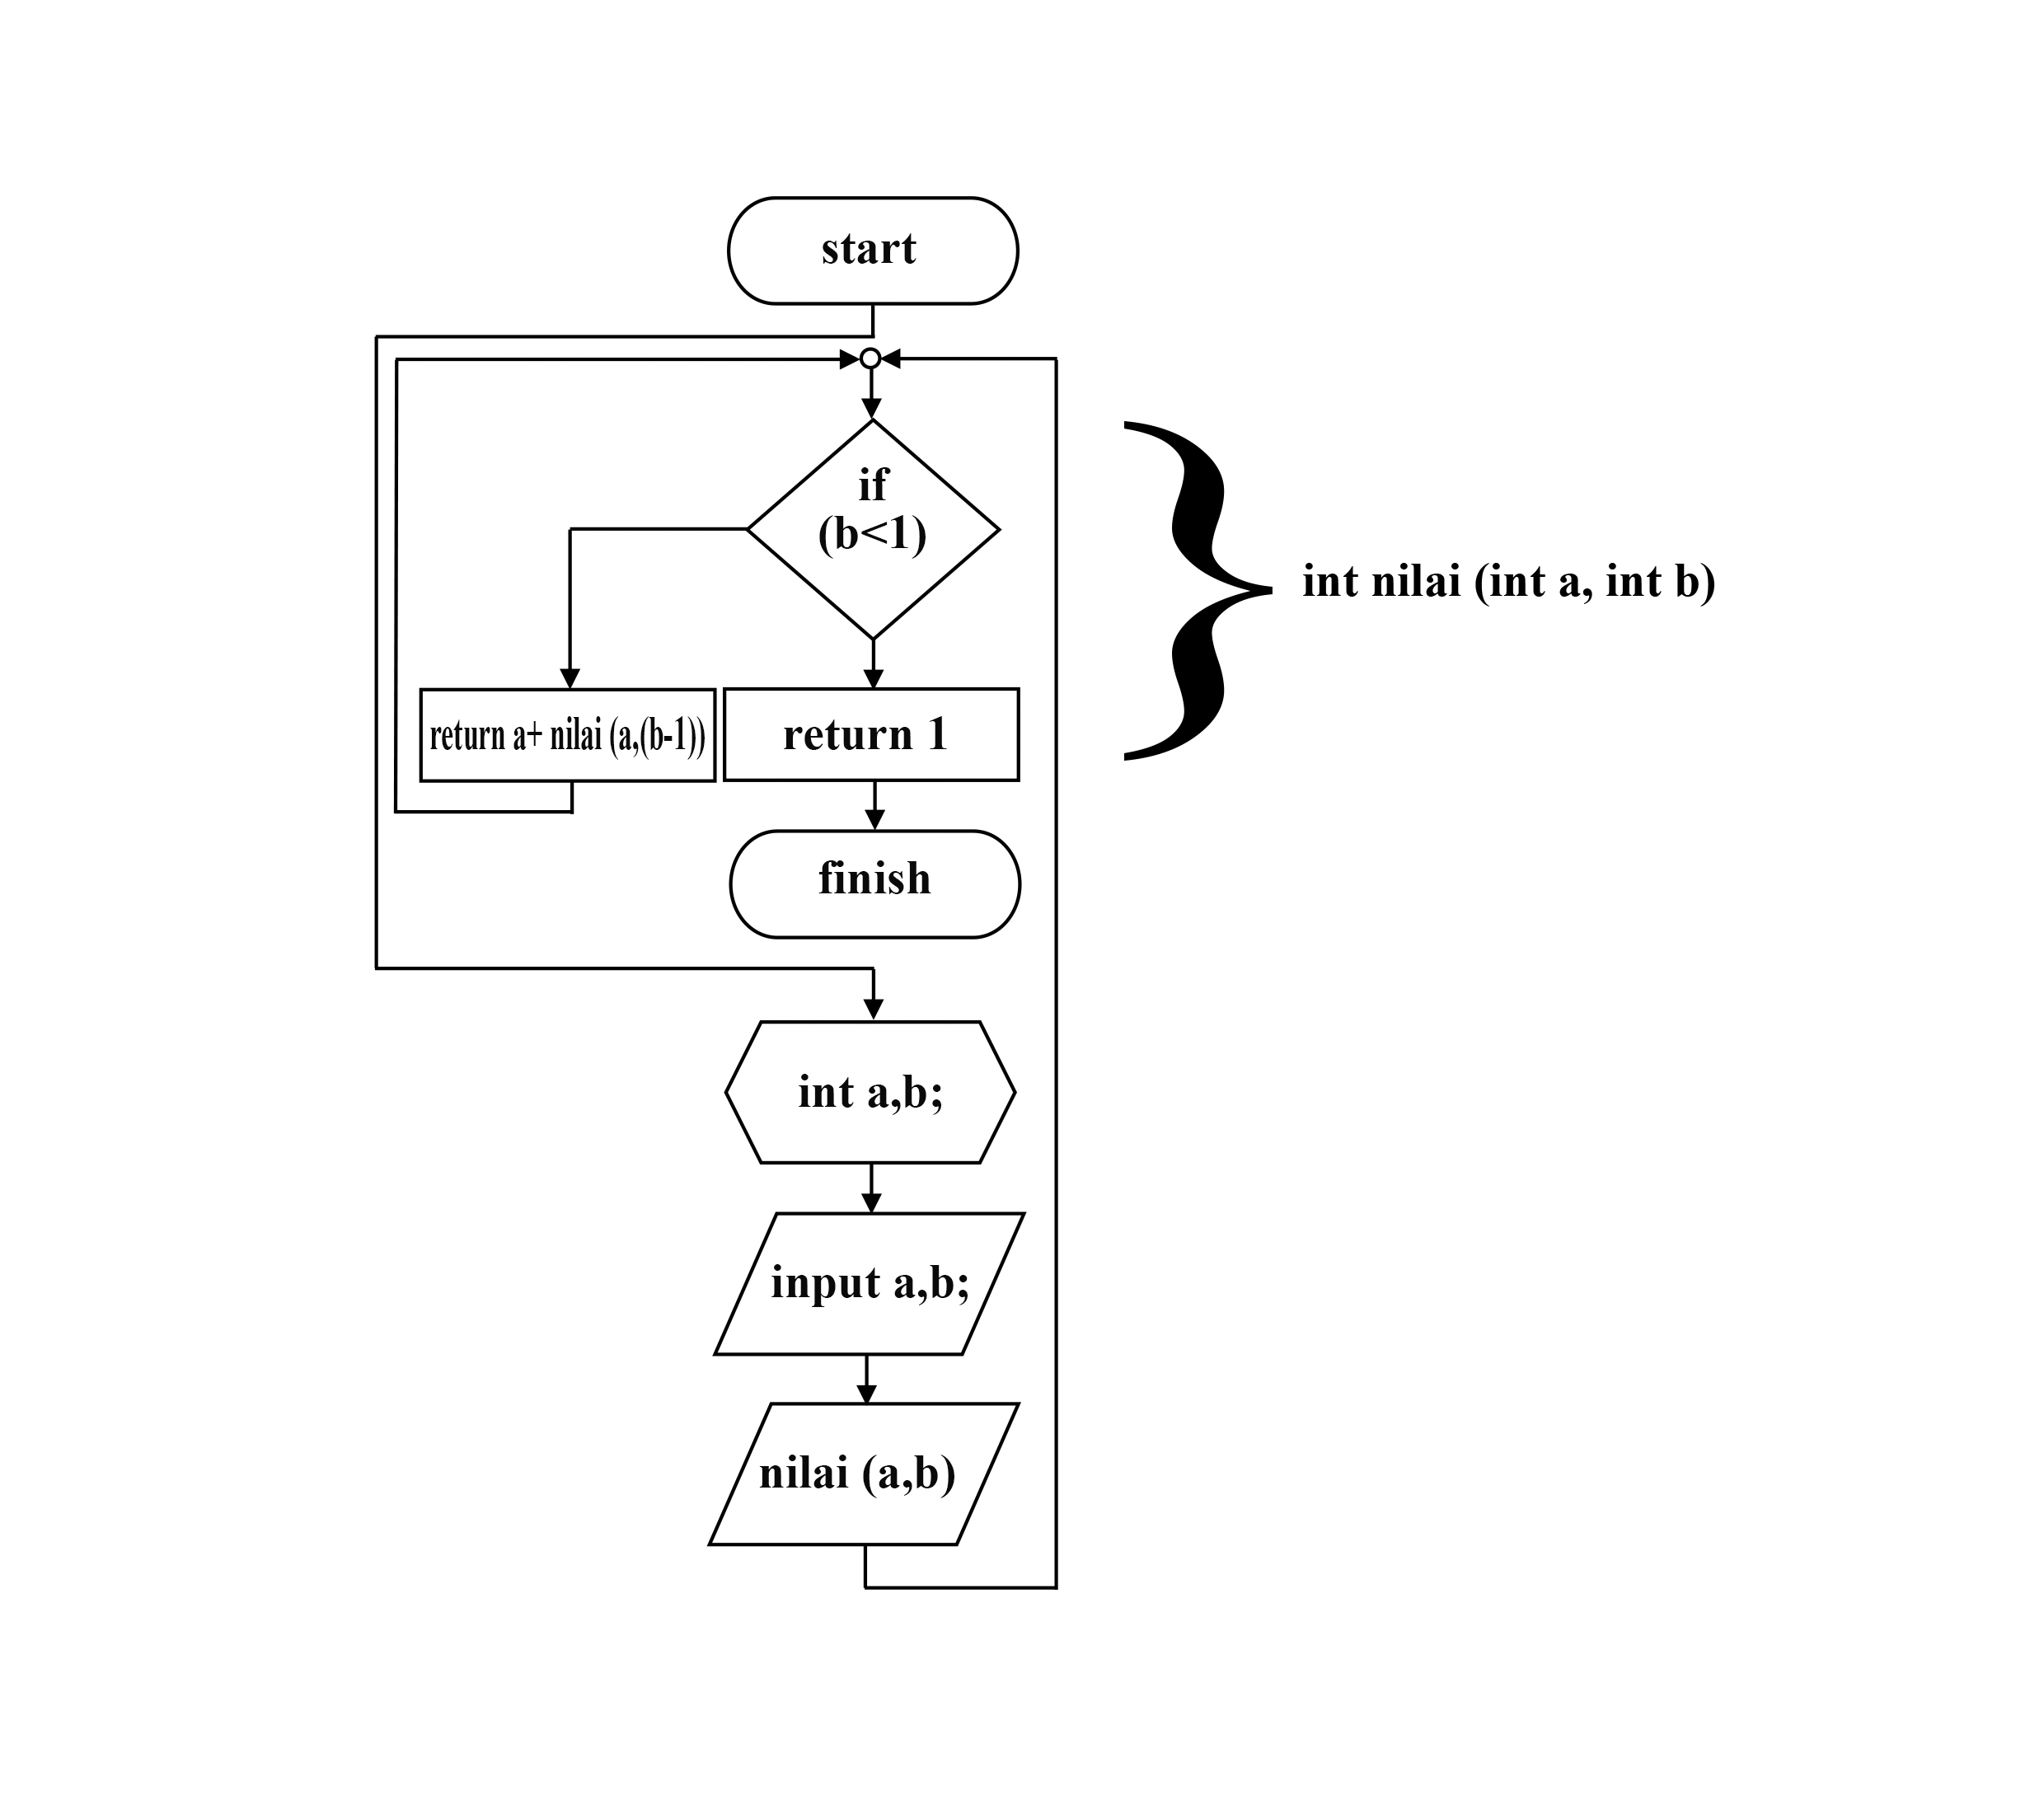 start
if
(b<1)
int nilai (int a, int b)
return a+ nilai (a,(b-1))
return 1
finish
int a,b;
input a,b;
nilai (a,b)